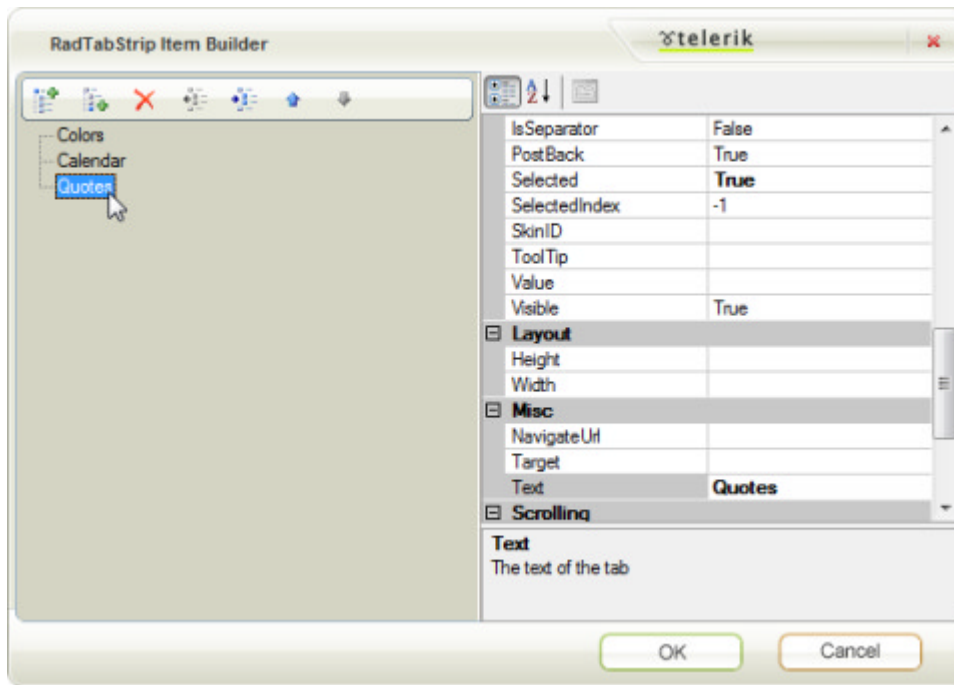 RadTabStrip Item Builder
telerik
Colors
Calendar
Quotes
IsSeparator False
PostBack True
Selected True
SelectedIndex -1
SkinID
ToolTip
Value
Visible True
Layout
Height
Width
Misc
NavigateUrl
Target
Text Quotes
Scrolling
Text
The text of the tab
OK Cancel